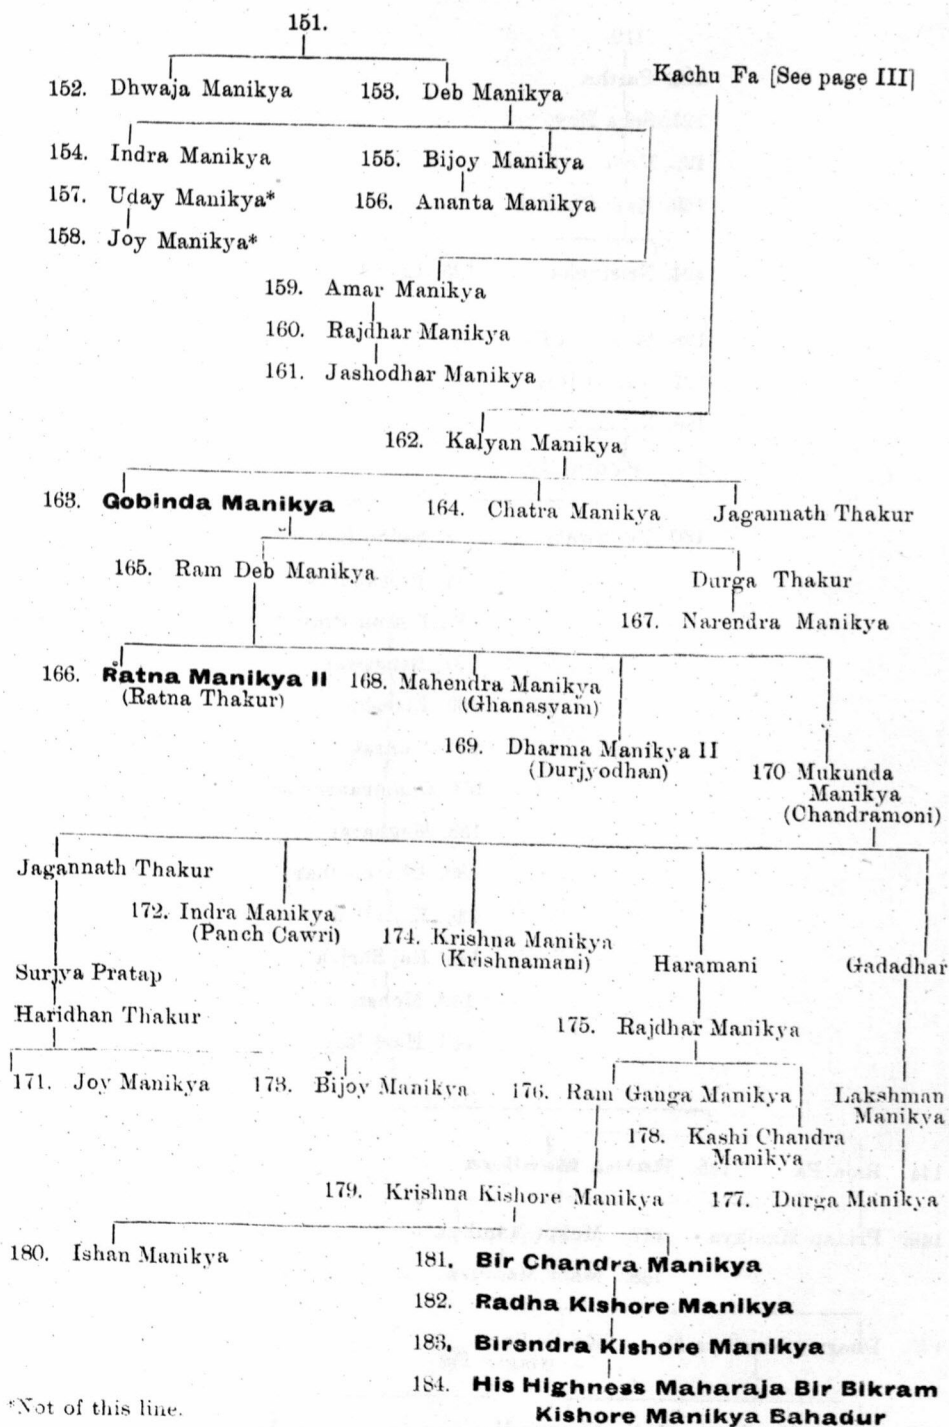 151.
Kachu Fa [See page III]
152. Dhwaja Manikya 153. Deb Manikya
154. Indra Manikya 155. Bijoy Manikya
157. Uday Manikya* 156. Ananta Manikya
158. Joy Manikya*
159. Amar Manikya
160. Rajdhar Manikya
161. Jashodhar Manikya
162. Kalyan Manikya
163. Gobinda Manikya 164. Chatra Manikya Jagannath Thakur
165. Ram Deb Manikya Durga Thakur
167. Narendra Manikya
166. Ratna Manikya II 168. Mahendra Manikya
(Ratna Thakur) (Ghanasyam)
169. Dharma Manikya II
(Durjyodhan)
170 Mukunda
Manikya
(Chandramoni)
Jagannath Thakur
172. Indra Manikya
(Panch Cawri)
174. Krishna Manikya
(Krishnamani)
Haramani Gadadhar
Surjya Pratap
Haridhan Thakur
175. Rajdhar Manikya
171. Joy Manikya 173. Bijoy Manikya 176. Ram Ganga Manikya Lakshman
Manikya
178. Kashi Chandra
Manikya
179. Krishna Kishore Manikya 177. Durga Manikya
180. Ishan Manikya 181. Bir Chandra Manikya
182. Radha Kishore Manikya
183. Birendra Kishore Manikya
184. His Highness Maharaja Bir Bikram
Kishore Manikya Bahadur
*Not of this line.